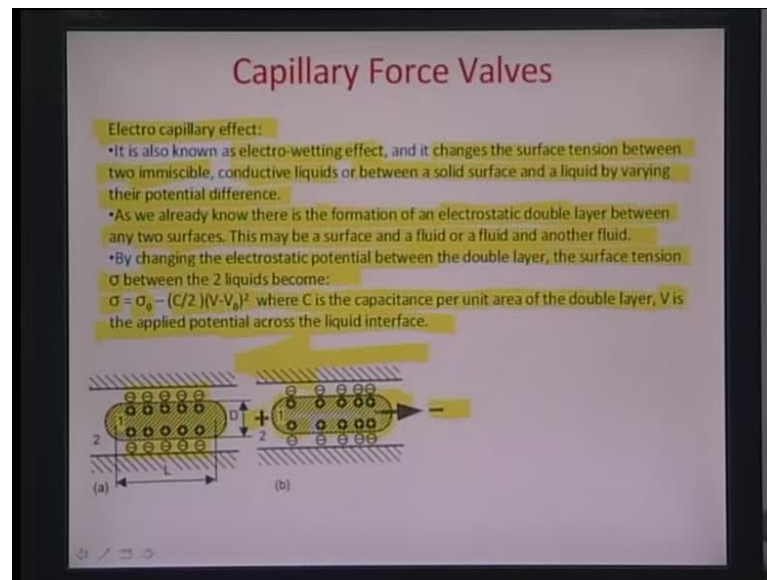 Capillary Force Valves
Electro capillary effect:
•It is also known as electro-wetting effect, and it changes the surface tension between
two immiscible, conductive liquids or between a solid surface and a liquid by varying
their potential difference.
•As we already know there is the formation of an electrostatic double layer between
any two surfaces. This may be a surface and a fluid or a fluid and another fluid.
•By changing the electrostatic potential between the double layer, the surface tension
σ between the 2 liquids become:
σ = σ₀ – (C/2 )(V-V₀)² where C is the capacitance per unit area of the double layer, V is
the applied potential across the liquid interface.
1 D + 1 –
2 2
L
(a) (b)